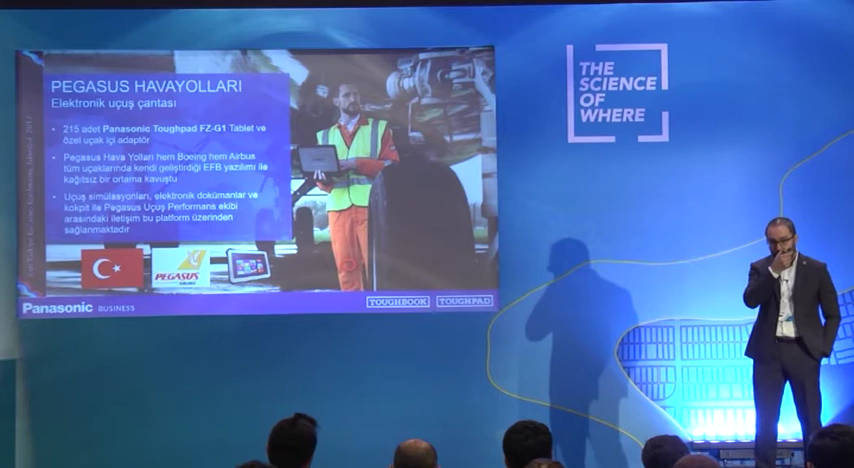 PEGASUS HAVAYOLLARI
Elektronik uçuş çantası
• 215 adet Panasonic Toughpad FZ-G1 Tablet ve
özel uçak içi adaptör
• Pegasus Hava Yolları hem Boeing hem Airbus
tüm uçaklarında kendi geliştirdiği EFB yazılımı ile
kağıtsız bir ortama kavuştu
• Uçuş simülasyonları, elektronik dokümanlar ve
kokpit ile Pegasus Uçuş Performans ekibi
arasındaki iletişim bu platform üzerinden
sağlanmaktadır
PEGASUS
Panasonic BUSINESS
TOUGHBOOK TOUGHPAD
THE
SCIENCE
OF
WHERE